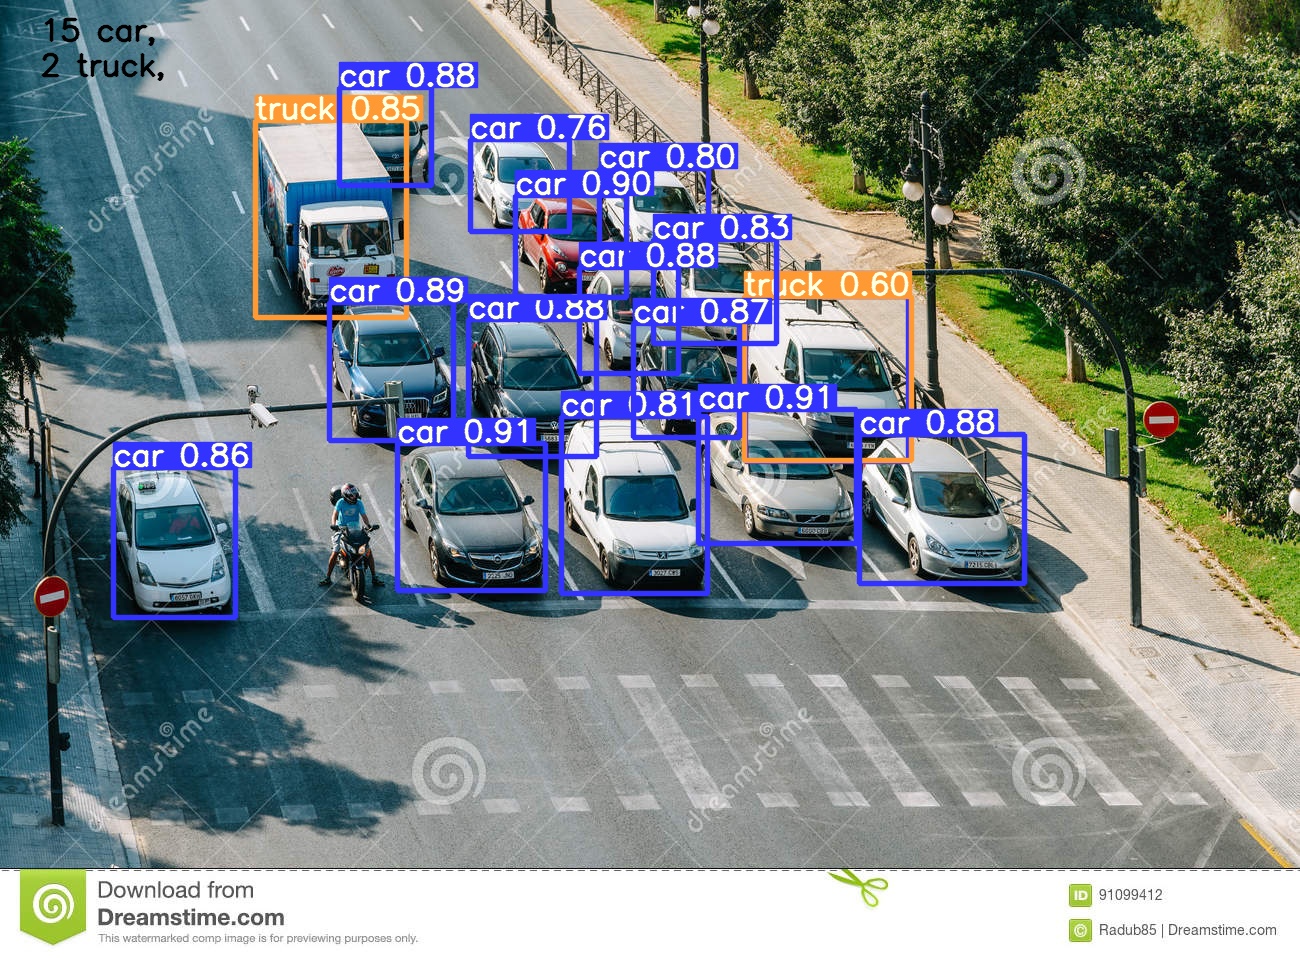 15 car,
2 truck,
car 0.88
truck 0.85
car 0.76
car 0.80
car 0.90
car 0.83
car 0.88
truck 0.60
car 0.89
car 0.88
car 0.87
car 0.81
car 0.91
car 0.91
car 0.88
car 0.86
dreamstime
dreamstime
dreamstime
dreamstime
dreamstime
Download from
Dreamstime.com
This watermarked comp image is for previewing purposes only.
ID 91099412
© Radub85 | Dreamstime.com